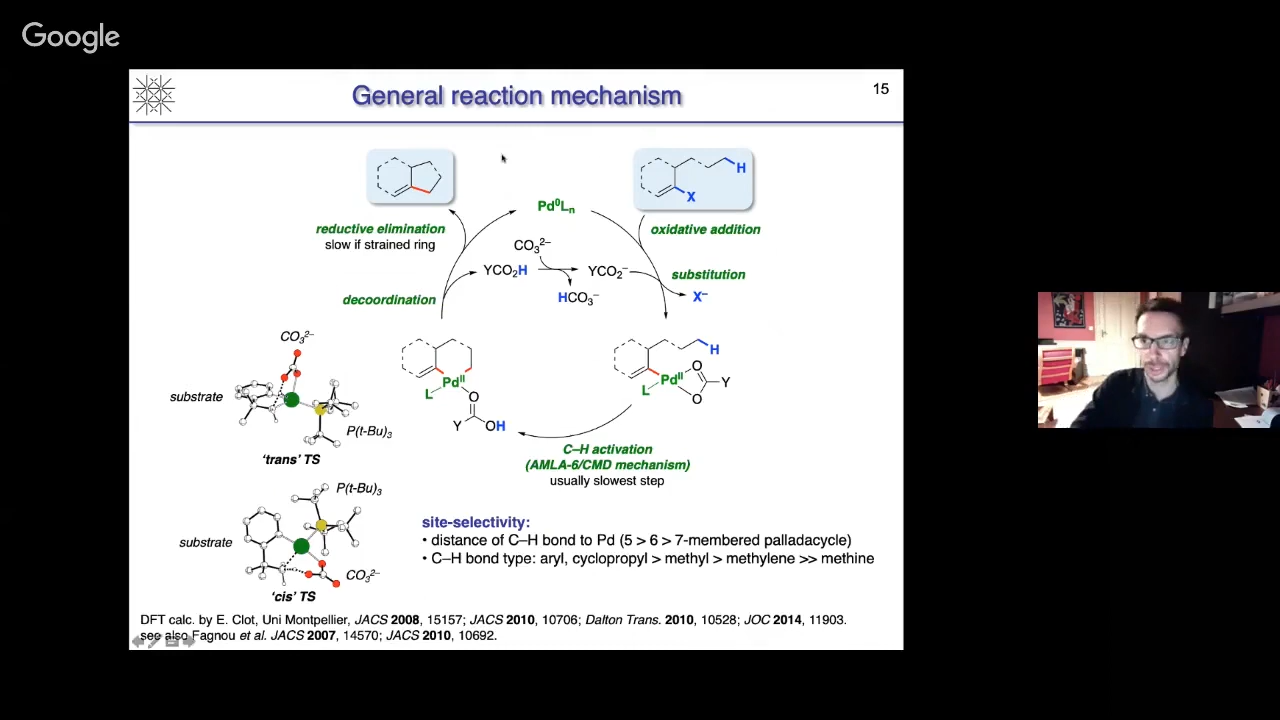 Google
General reaction mechanism
15
H
X
Pd⁰Lₙ
reductive elimination
slow if strained ring
oxidative addition
CO₃²⁻
YCO₂H
YCO₂⁻
substitution
HCO₃⁻
X⁻
decoordination
CO₃²⁻
substrate
P(t-Bu)₃
'trans' TS
Pdᴵᴵ
L
O
Y
OH
H
Pdᴵᴵ
L
O
O
Y
C–H activation
(AMLA-6/CMD mechanism)
usually slowest step
P(t-Bu)₃
substrate
CO₃²⁻
'cis' TS
site-selectivity:
• distance of C–H bond to Pd (5 > 6 > 7-membered palladacycle)
• C–H bond type: aryl, cyclopropyl > methyl > methylene >> methine
DFT calc. by E. Clot, Uni Montpellier, JACS 2008, 15157; JACS 2010, 10706; Dalton Trans. 2010, 10528; JOC 2014, 11903.
see also Fagnou et al. JACS 2007, 14570; JACS 2010, 10692.